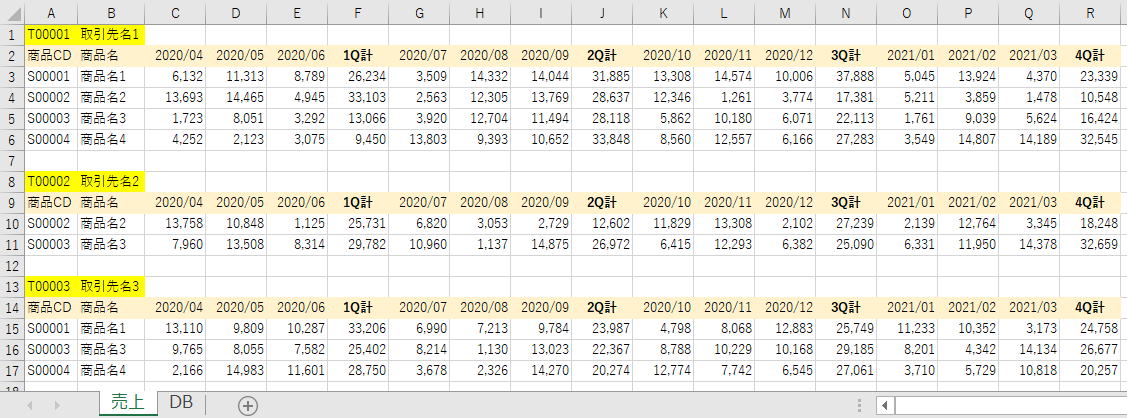 A B C D E F G H I J K L M N O P Q R
1 T00001 取引先名1
2 商品CD 商品名 2020/04 2020/05 2020/06 1Q計 2020/07 2020/08 2020/09 2Q計 2020/10 2020/11 2020/12 3Q計 2021/01 2021/02 2021/03 4Q計
3 S00001 商品名1 6,132 11,313 8,789 26,234 3,509 14,332 14,044 31,885 13,308 14,574 10,006 37,888 5,045 13,924 4,370 23,339
4 S00002 商品名2 13,693 14,465 4,945 33,103 2,563 12,305 13,769 28,637 12,346 1,261 3,774 17,381 5,211 3,859 1,478 10,548
5 S00003 商品名3 1,723 8,051 3,292 13,066 3,920 12,704 11,494 28,118 5,862 10,180 6,071 22,113 1,761 9,039 5,624 16,424
6 S00004 商品名4 4,252 2,123 3,075 9,450 13,803 9,393 10,652 33,848 8,560 12,557 6,166 27,283 3,549 14,807 14,189 32,545
7
8 T00002 取引先名2
9 商品CD 商品名 2020/04 2020/05 2020/06 1Q計 2020/07 2020/08 2020/09 2Q計 2020/10 2020/11 2020/12 3Q計 2021/01 2021/02 2021/03 4Q計
10 S00002 商品名2 13,758 10,848 1,125 25,731 6,820 3,053 2,729 12,602 11,829 13,308 2,102 27,239 2,139 12,764 3,345 18,248
11 S00003 商品名3 7,960 13,508 8,314 29,782 10,960 1,137 14,875 26,972 6,415 12,293 6,382 25,090 6,331 11,950 14,378 32,659
12
13 T00003 取引先名3
14 商品CD 商品名 2020/04 2020/05 2020/06 1Q計 2020/07 2020/08 2020/09 2Q計 2020/10 2020/11 2020/12 3Q計 2021/01 2021/02 2021/03 4Q計
15 S00001 商品名1 13,110 9,809 10,287 33,206 6,990 7,213 9,784 23,987 4,798 8,068 12,883 25,749 11,233 10,352 3,173 24,758
16 S00003 商品名3 9,765 8,055 7,582 25,402 8,214 1,130 13,023 22,367 8,788 10,229 10,168 29,185 8,201 4,342 14,134 26,677
17 S00004 商品名4 2,166 14,983 11,601 28,750 3,678 2,326 14,270 20,274 12,774 7,742 6,545 27,061 3,710 5,729 10,818 20,257
売上 DB